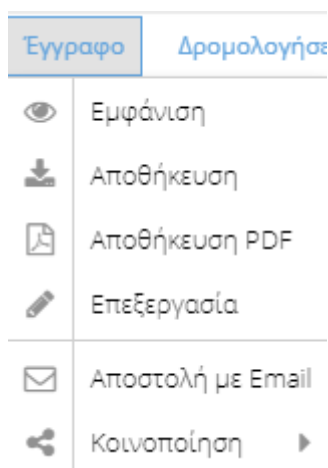 Έγγραφο
Εμφάνιση
Αποθήκευση
Αποθήκευση PDF
Επεξεργασία
Αποστολή με Email
Κοινοποίηση